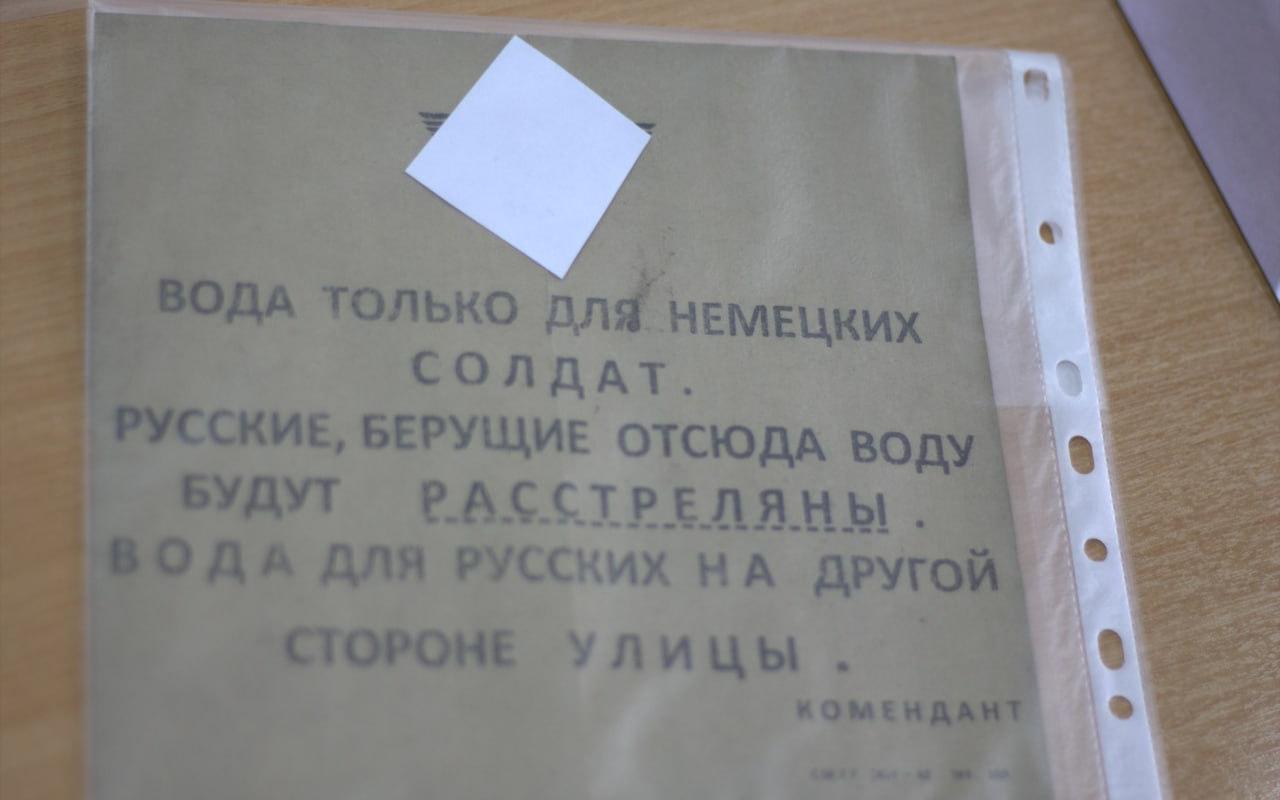 ВОДА ТОЛЬКО ДЛЯ НЕМЕЦКИХ
СОЛДАТ.
РУССКИЕ, БЕРУЩИЕ ОТСЮДА ВОДУ
БУДУТ РАССТРЕЛЯНЫ.
ВОДА ДЛЯ РУССКИХ НА ДРУГОЙ
СТОРОНЕ УЛИЦЫ.
КОМЕНДАНТ